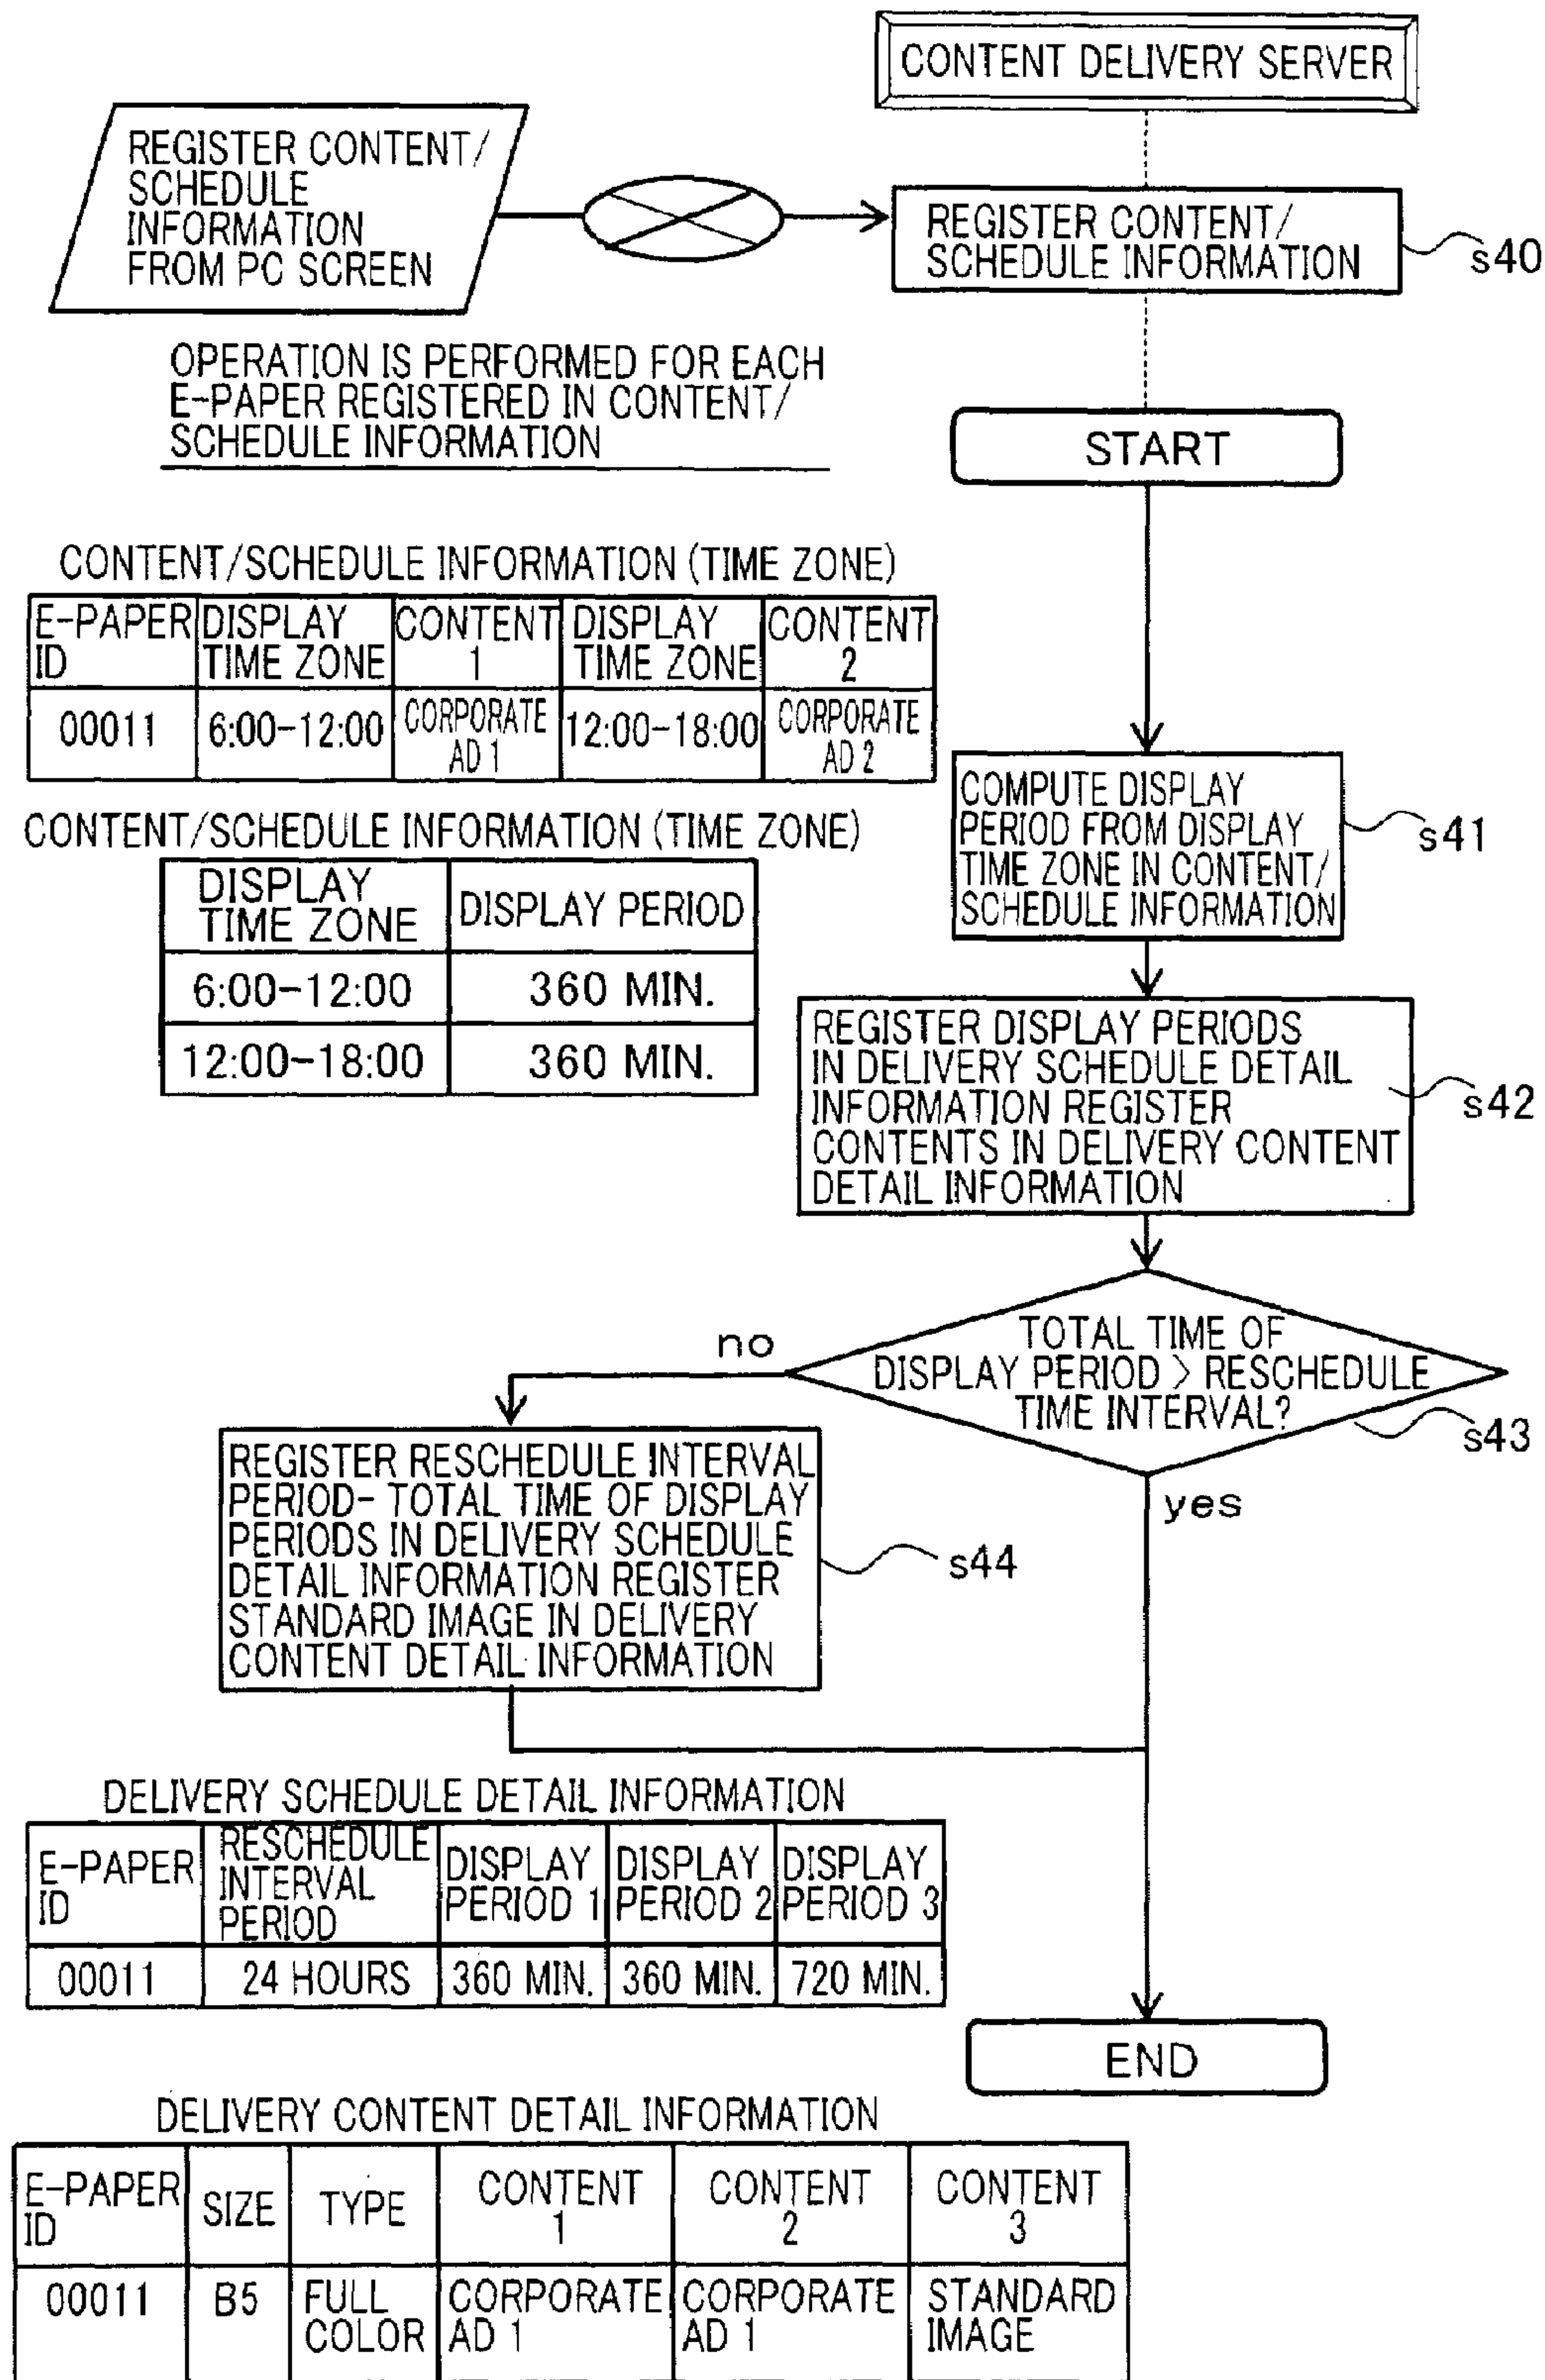 CONTENT DELIVERY SERVER
REGISTER CONTENT/
SCHEDULE
INFORMATION
FROM PC SCREEN
REGISTER CONTENT/
SCHEDULE INFORMATION
s40
OPERATION IS PERFORMED FOR EACH
E-PAPER REGISTERED IN CONTENT/
SCHEDULE INFORMATION
START
CONTENT/SCHEDULE INFORMATION (TIME ZONE)
E-PAPER ID DISPLAY TIME ZONE CONTENT 1 DISPLAY TIME ZONE CONTENT 2
00011 6:00-12:00 CORPORATE AD 1 12:00-18:00 CORPORATE AD 2
COMPUTE DISPLAY
PERIOD FROM DISPLAY
TIME ZONE IN CONTENT/
SCHEDULE INFORMATION
s41
CONTENT/SCHEDULE INFORMATION (TIME ZONE)
DISPLAY TIME ZONE DISPLAY PERIOD
6:00-12:00 360 MIN.
12:00-18:00 360 MIN.
REGISTER DISPLAY PERIODS
IN DELIVERY SCHEDULE DETAIL
INFORMATION REGISTER
CONTENTS IN DELIVERY CONTENT
DETAIL INFORMATION
s42
TOTAL TIME OF
DISPLAY PERIOD > RESCHEDULE
TIME INTERVAL?
s43
no
yes
REGISTER RESCHEDULE INTERVAL
PERIOD- TOTAL TIME OF DISPLAY
PERIODS IN DELIVERY SCHEDULE
DETAIL INFORMATION REGISTER
STANDARD IMAGE IN DELIVERY
CONTENT DETAIL INFORMATION
s44
DELIVERY SCHEDULE DETAIL INFORMATION
E-PAPER ID RESCHEDULE INTERVAL PERIOD DISPLAY PERIOD 1 DISPLAY PERIOD 2 DISPLAY PERIOD 3
00011 24 HOURS 360 MIN. 360 MIN. 720 MIN.
END
DELIVERY CONTENT DETAIL INFORMATION
E-PAPER ID SIZE TYPE CONTENT 1 CONTENT 2 CONTENT 3
00011 B5 FULL COLOR CORPORATE AD 1 CORPORATE AD 1 STANDARD IMAGE